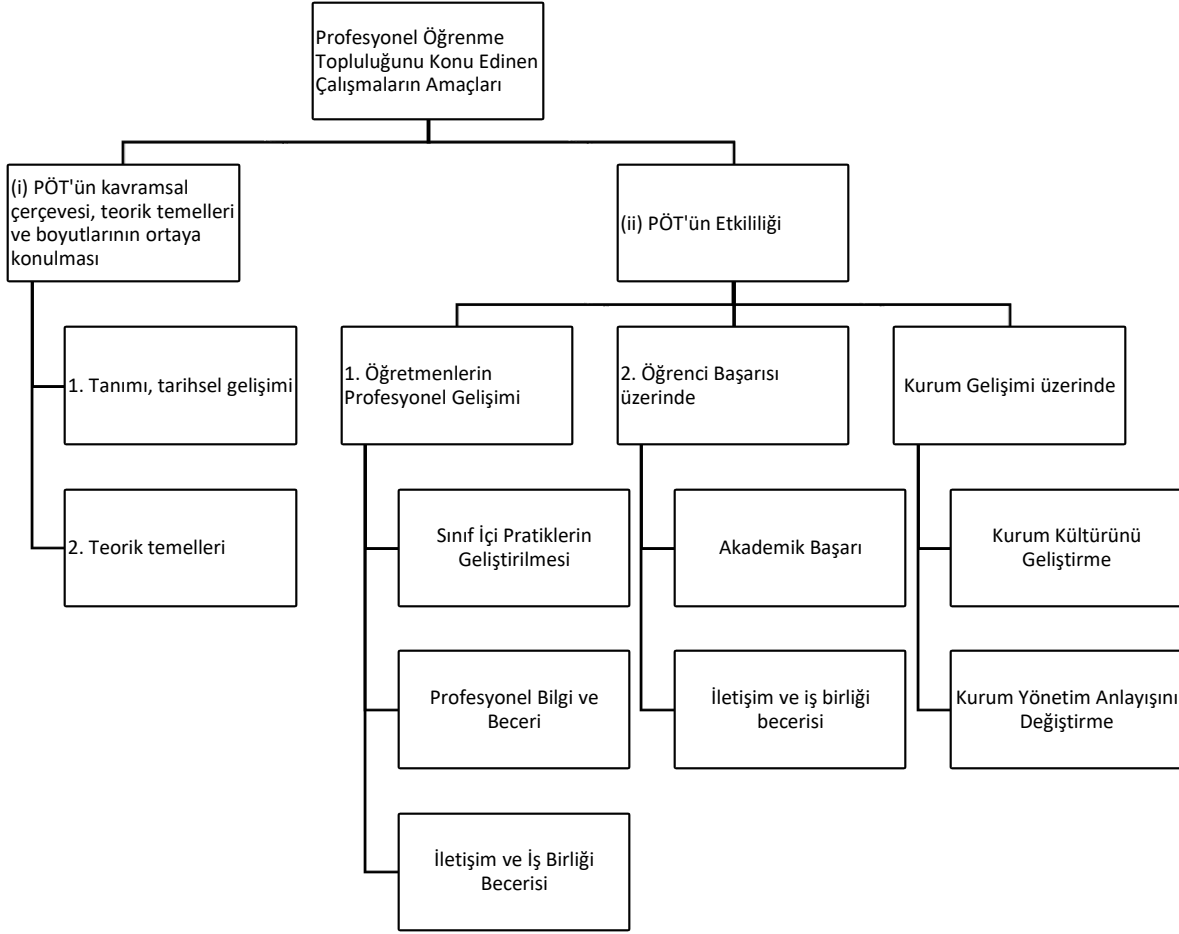 Profesyonel Öğrenme
Topluluğunu Konu Edinen
Çalışmaların Amaçları
(i) PÖT'ün kavramsal
çerçevesi, teorik temelleri
ve boyutlarının ortaya
konulması
(ii) PÖT'ün Etkililiği
1. Tanımı, tarihsel gelişimi
2. Teorik temelleri
1. Öğretmenlerin
Profesyonel Gelişimi
2. Öğrenci Başarısı
üzerinde
Kurum Gelişimi üzerinde
Sınıf İçi Pratiklerin
Geliştirilmesi
Profesyonel Bilgi ve
Beceri
İletişim ve İş Birliği
Becerisi
Akademik Başarı
İletişim ve iş birliği
becerisi
Kurum Kültürünü
Geliştirme
Kurum Yönetim Anlayışını
Değiştirme